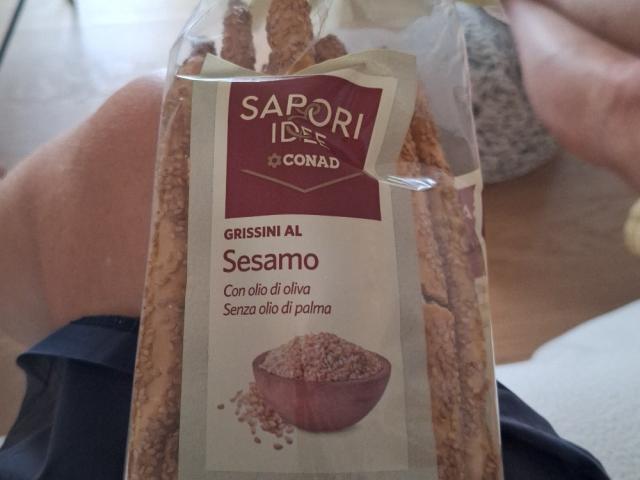 SAPORI
IDEE
CONAD
GRISSINI AL
Sesamo
Con olio di oliva
Senza olio di palma